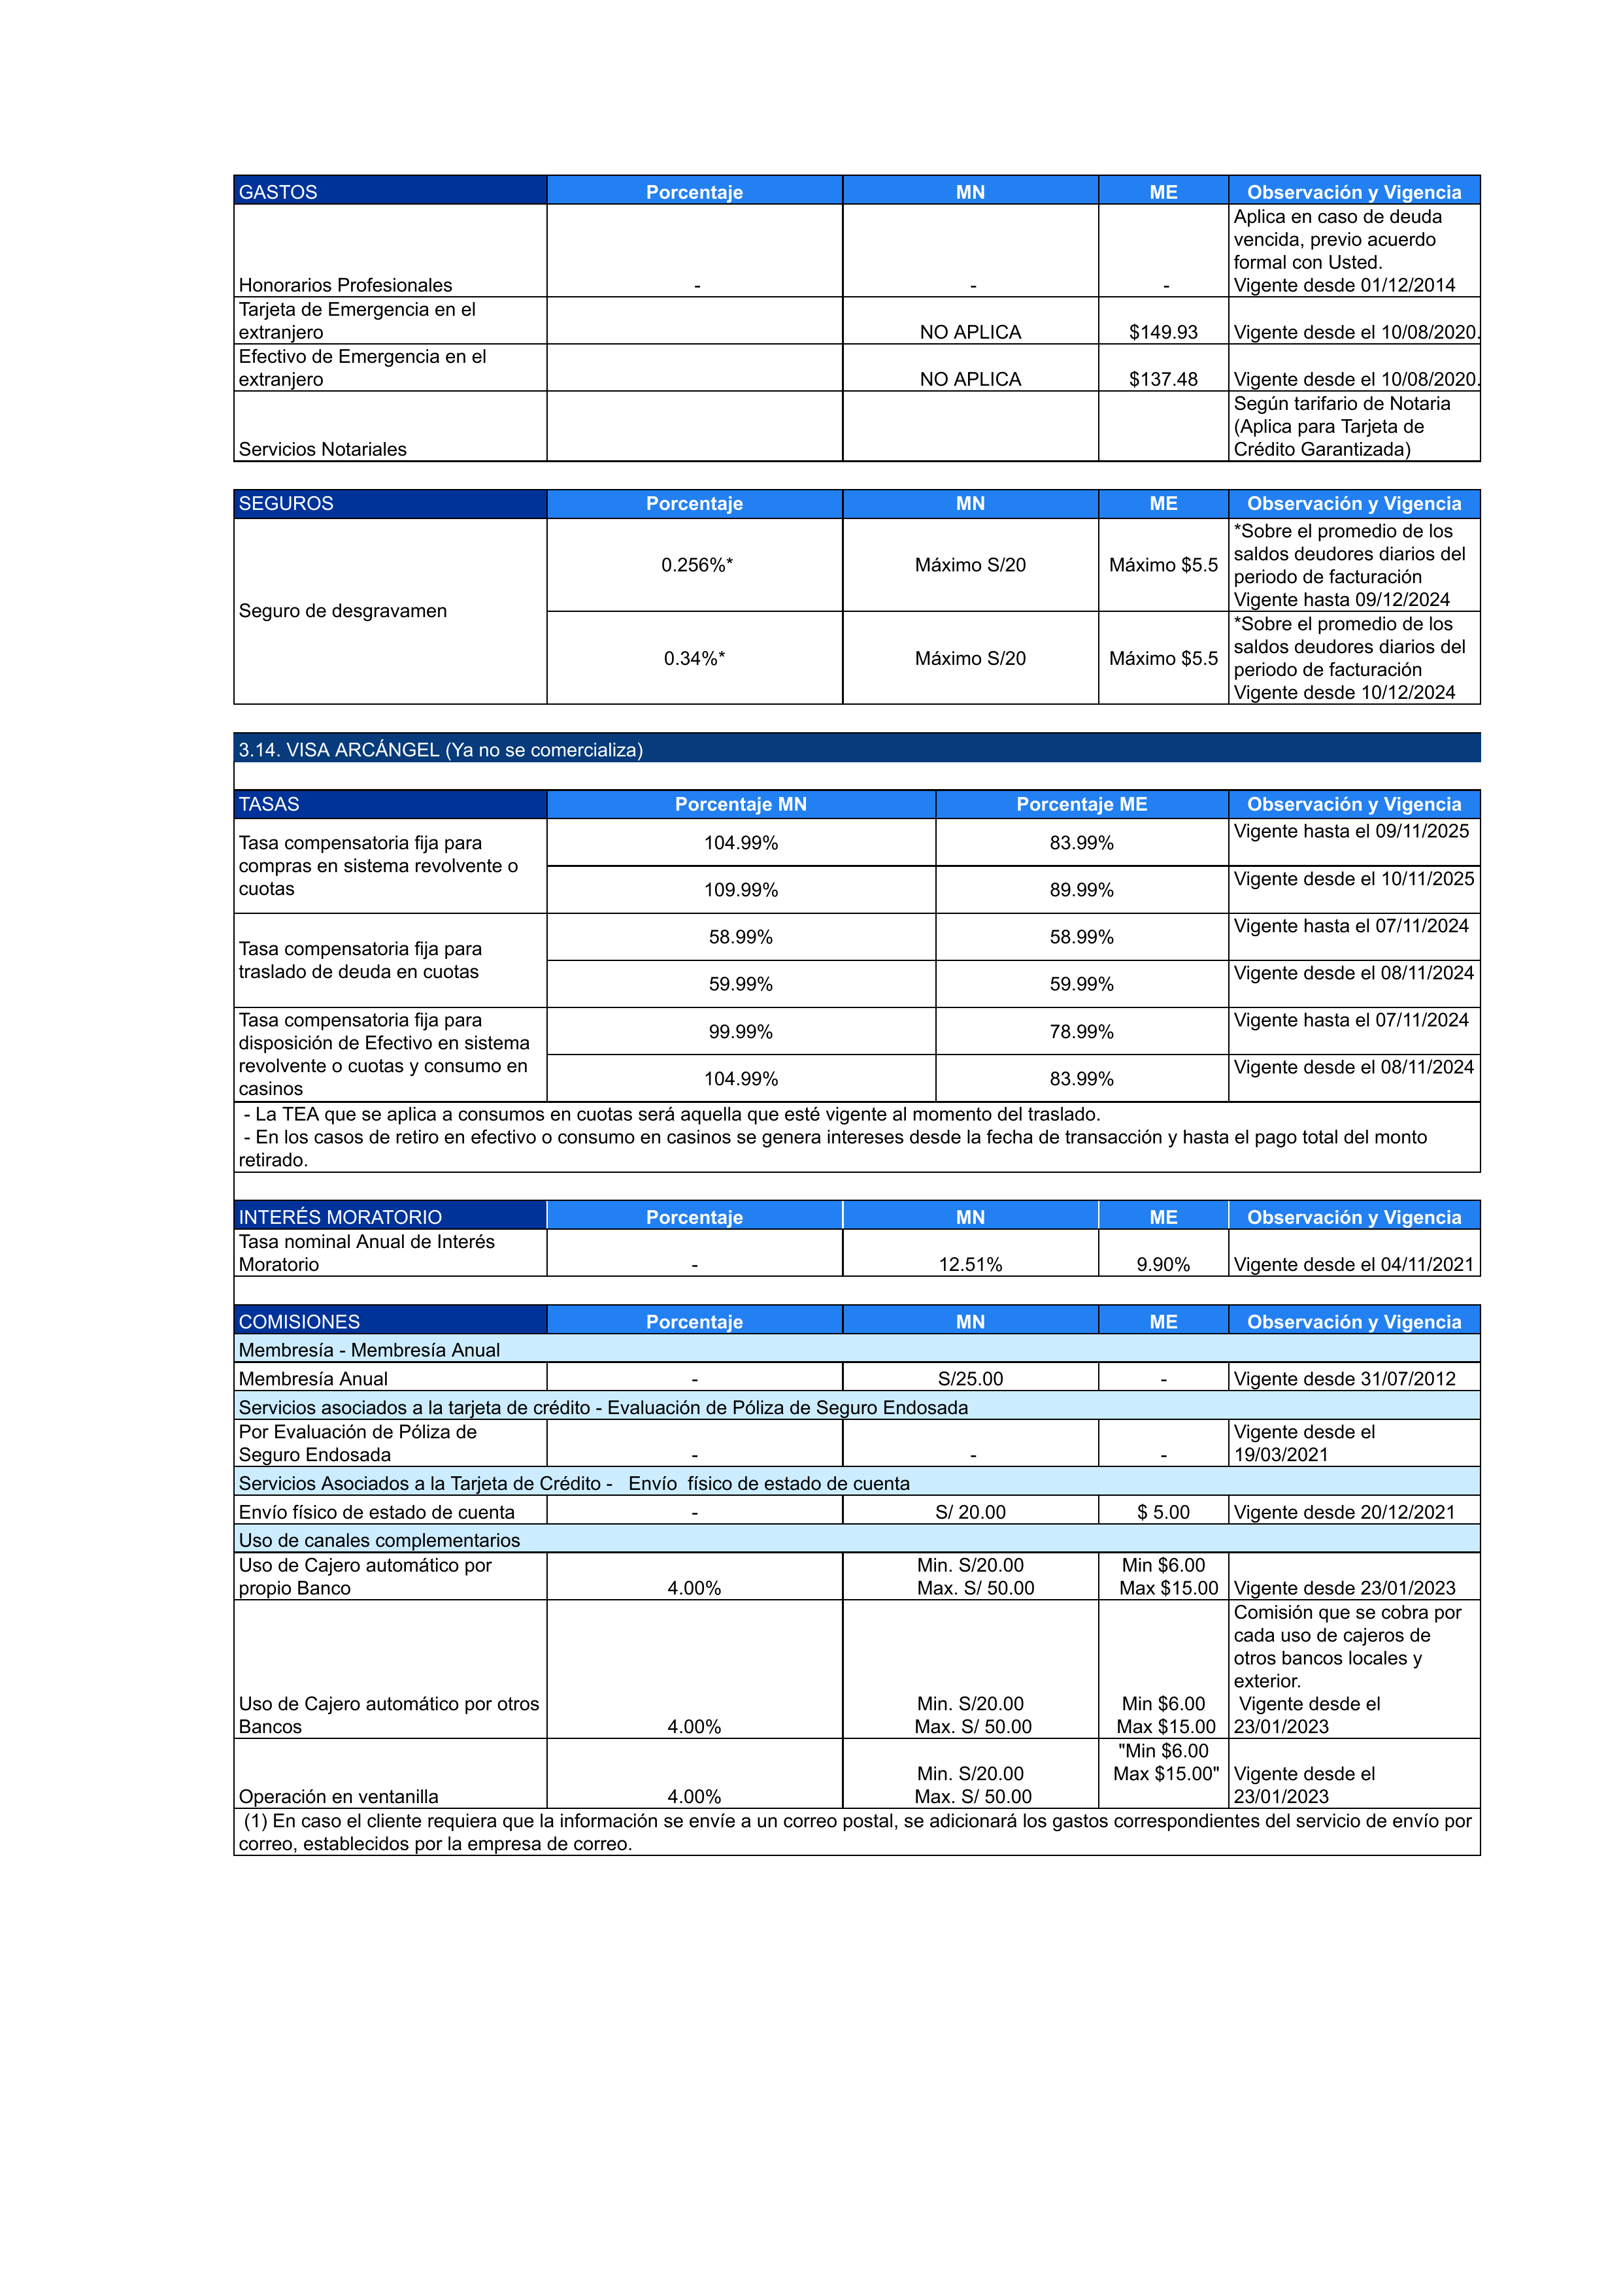 GASTOS Porcentaje MN ME Observación y Vigencia
Aplica en caso de deuda
vencida, previo acuerdo
formal con Usted.
Honorarios Profesionales - - - Vigente desde 01/12/2014
Tarjeta de Emergencia en el
extranjero NO APLICA $149.93 Vigente desde el 10/08/2020.
Efectivo de Emergencia en el
extranjero NO APLICA $137.48 Vigente desde el 10/08/2020.
Según tarifario de Notaria
(Aplica para Tarjeta de
Servicios Notariales Crédito Garantizada)
SEGUROS Porcentaje MN ME Observación y Vigencia
Seguro de desgravamen
0.256%* Máximo S/20 Máximo $5.5
*Sobre el promedio de los
saldos deudores diarios del
periodo de facturación
Vigente hasta 09/12/2024
0.34%* Máximo S/20 Máximo $5.5
*Sobre el promedio de los
saldos deudores diarios del
periodo de facturación
Vigente desde 10/12/2024
3.14. VISA ARCÁNGEL (Ya no se comercializa)
TASAS Porcentaje MN Porcentaje ME Observación y Vigencia
Tasa compensatoria fija para
compras en sistema revolvente o
cuotas
104.99% 83.99% Vigente hasta el 09/11/2025
109.99% 89.99% Vigente desde el 10/11/2025
Tasa compensatoria fija para
traslado de deuda en cuotas
58.99% 58.99% Vigente hasta el 07/11/2024
59.99% 59.99% Vigente desde el 08/11/2024
Tasa compensatoria fija para
disposición de Efectivo en sistema
revolvente o cuotas y consumo en
casinos
99.99% 78.99% Vigente hasta el 07/11/2024
104.99% 83.99% Vigente desde el 08/11/2024
- La TEA que se aplica a consumos en cuotas será aquella que esté vigente al momento del traslado.
- En los casos de retiro en efectivo o consumo en casinos se genera intereses desde la fecha de transacción y hasta el pago total del monto
retirado.
INTERÉS MORATORIO Porcentaje MN ME Observación y Vigencia
Tasa nominal Anual de Interés
Moratorio - 12.51% 9.90% Vigente desde el 04/11/2021
COMISIONES Porcentaje MN ME Observación y Vigencia
Membresía - Membresía Anual
Membresía Anual - S/25.00 - Vigente desde 31/07/2012
Servicios asociados a la tarjeta de crédito - Evaluación de Póliza de Seguro Endosada
Por Evaluación de Póliza de Vigente desde el
Seguro Endosada - - - 19/03/2021
Servicios Asociados a la Tarjeta de Crédito -   Envío  físico de estado de cuenta
Envío físico de estado de cuenta - S/ 20.00 $ 5.00 Vigente desde 20/12/2021
Uso de canales complementarios
Uso de Cajero automático por Min. S/20.00 Min $6.00
propio Banco 4.00% Max. S/ 50.00 Max $15.00 Vigente desde 23/01/2023
Comisión que se cobra por
cada uso de cajeros de
otros bancos locales y
exterior.
Uso de Cajero automático por otros Min. S/20.00 Min $6.00 Vigente desde el
Bancos 4.00% Max. S/ 50.00 Max $15.00 23/01/2023
"Min $6.00
Min. S/20.00 Max $15.00" Vigente desde el
Operación en ventanilla 4.00% Max. S/ 50.00 23/01/2023
(1) En caso el cliente requiera que la información se envíe a un correo postal, se adicionará los gastos correspondientes del servicio de envío por
correo, establecidos por la empresa de correo.